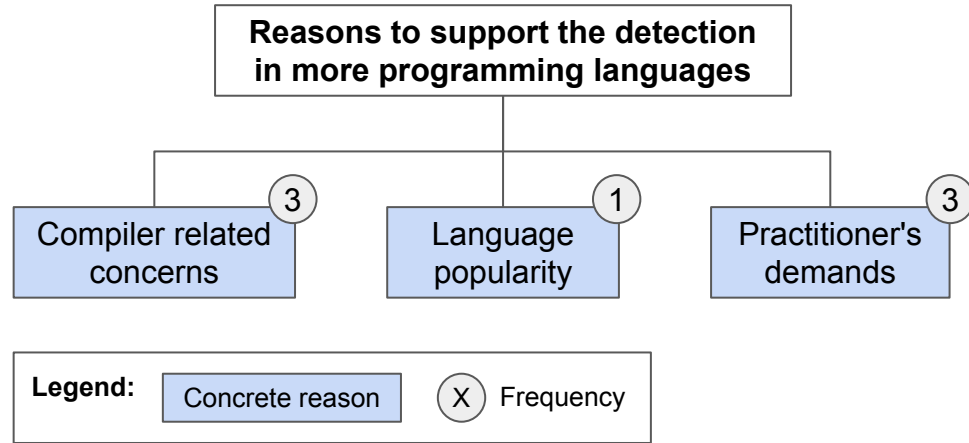 Reasons to support the detection
in more programming languages
3
1
3
Compiler related
concerns
Language
popularity
Practitioner's
demands
Legend:
Concrete reason
X
Frequency